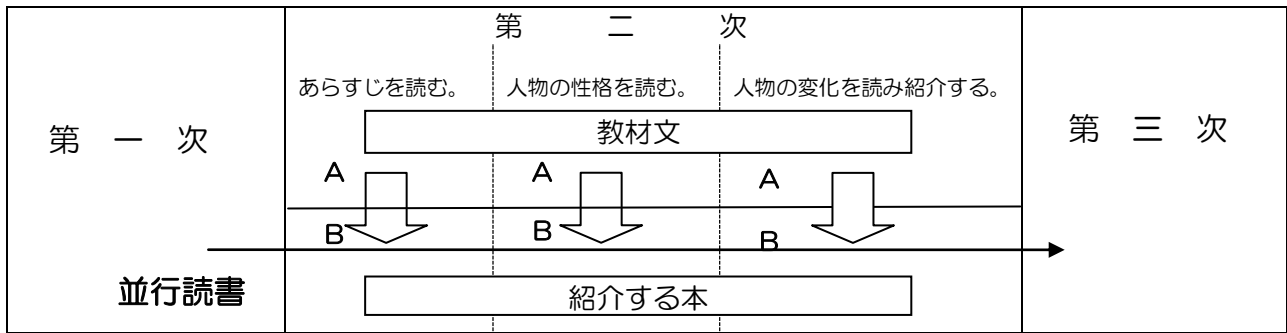 第 二 次
あらすじを読む。
人物の性格を読む。
人物の変化を読み紹介する。
第 一 次
教材文
第 三 次
A
A
A
B
B
B
並行読書
紹介する本